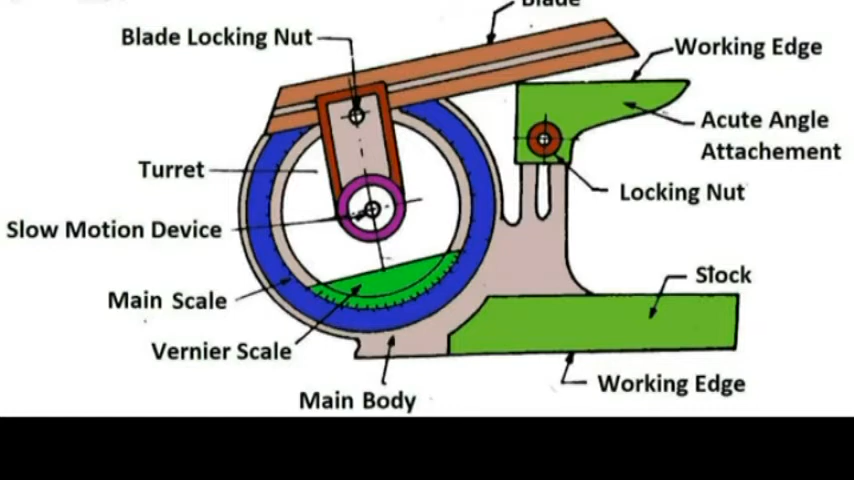 Blade
Blade Locking Nut
Working Edge
Acute Angle
Attachement
Turret
Locking Nut
Slow Motion Device
Stock
Main Scale
Vernier Scale
Working Edge
Main Body